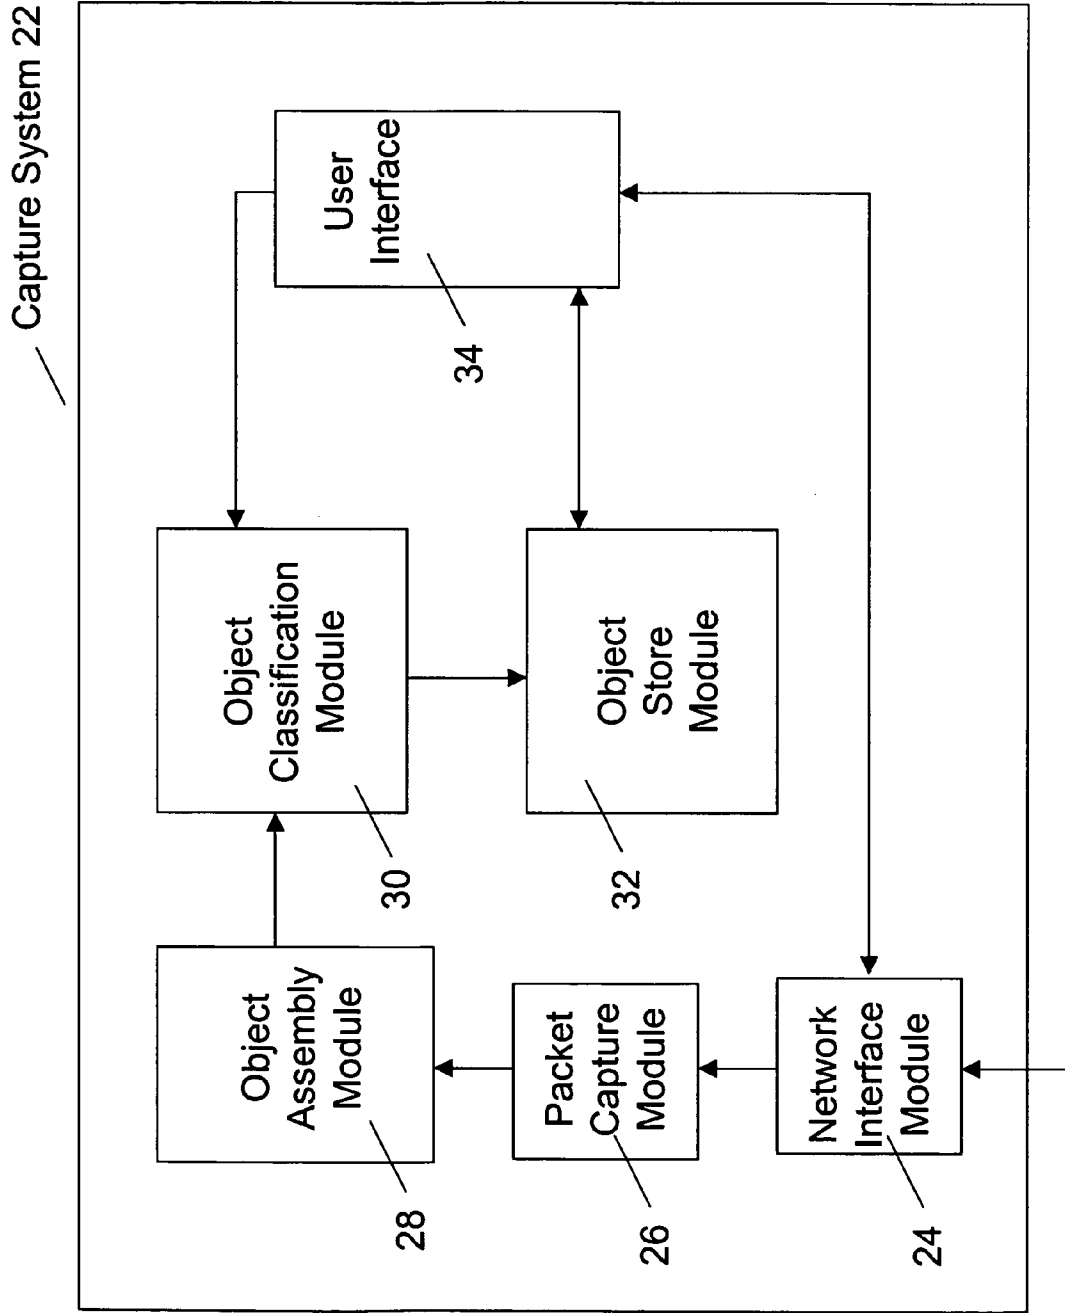 Capture System 22
Object
Assembly
Module
28
Packet
Capture
Module
26
Network
Interface
Module
24
Object
Classification
Module
30
Object
Store
Module
32
User
Interface
34